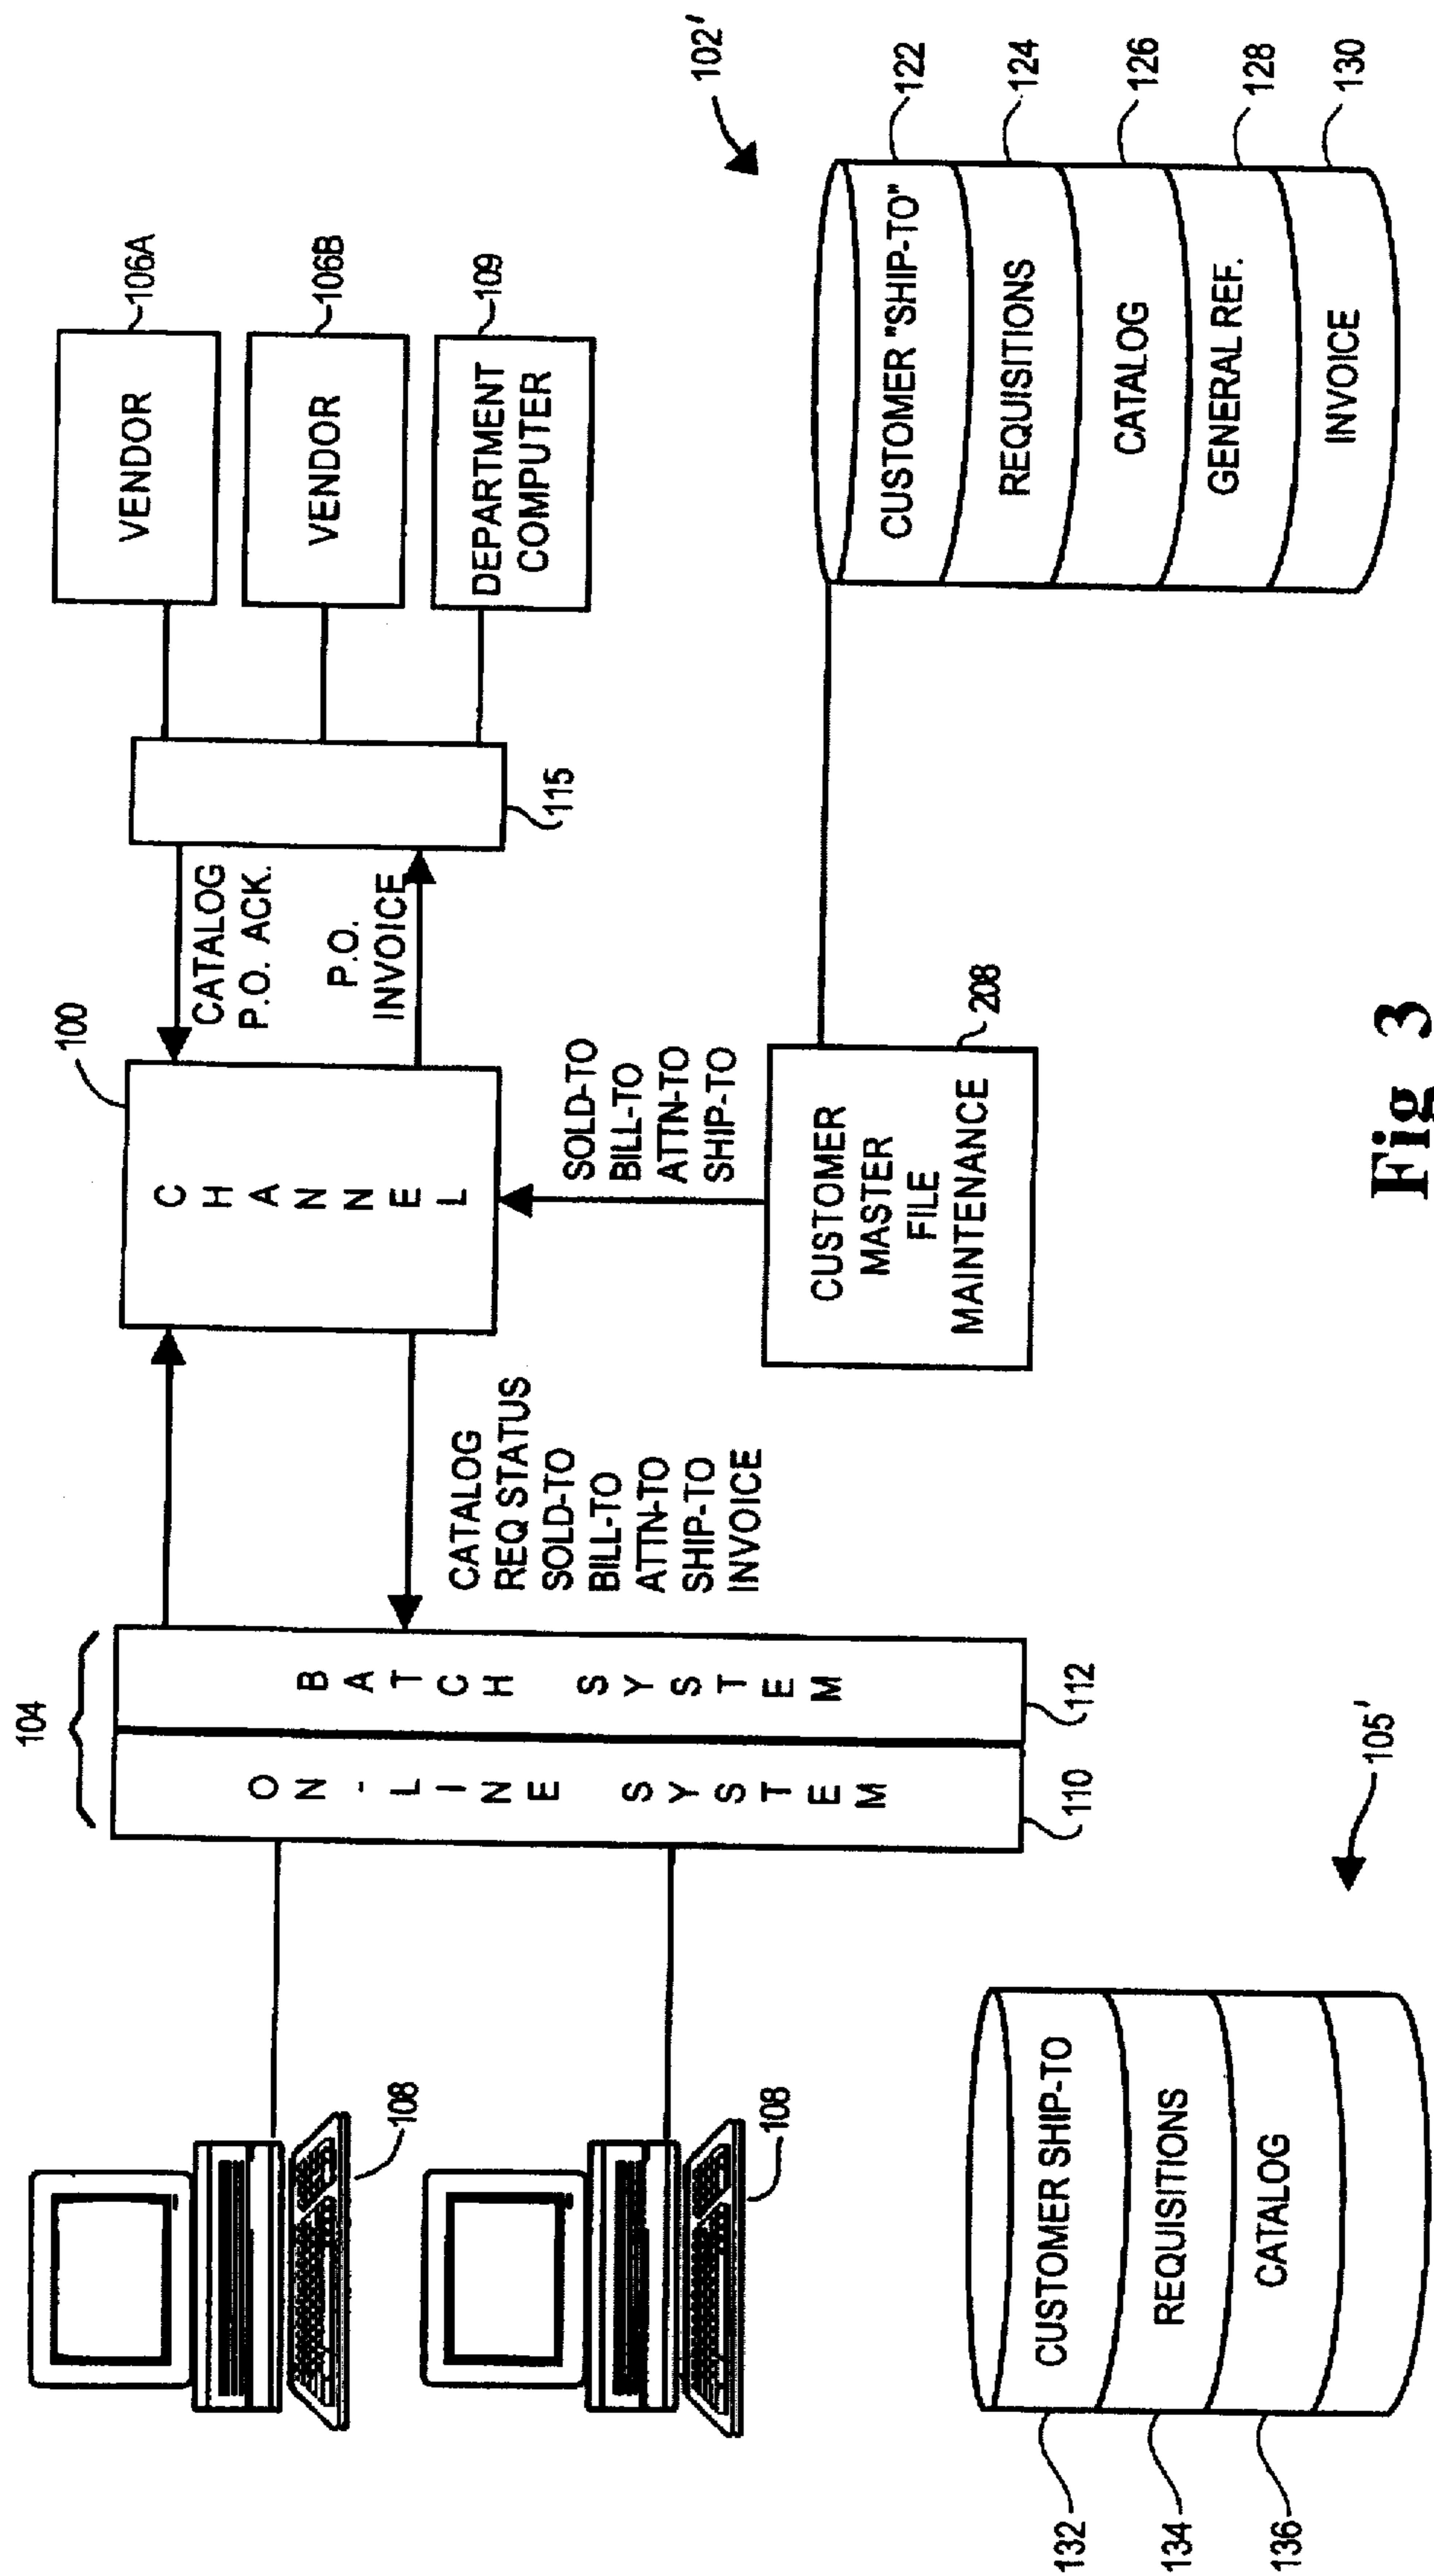 104
ON-LINE SYSTEM
BATCH SYSTEM
110
112
108
108
100
CHANNEL
CATALOG
REQ STATUS
SOLD-TO
BILL-TO
ATTN-TO
SHIP-TO
INVOICE
CATALOG
P.O. ACK.
P.O.
INVOICE
115
VENDOR
106A
VENDOR
106B
DEPARTMENT
COMPUTER
109
SOLD-TO
BILL-TO
ATTN-TO
SHIP-TO
CUSTOMER
MASTER
FILE
MAINTENANCE
208
102'
CUSTOMER "SHIP-TO"
122
REQUISITIONS
124
CATALOG
126
GENERAL REF.
128
INVOICE
130
105'
132
CUSTOMER SHIP-TO
134
REQUISITIONS
136
CATALOG
Fig 3